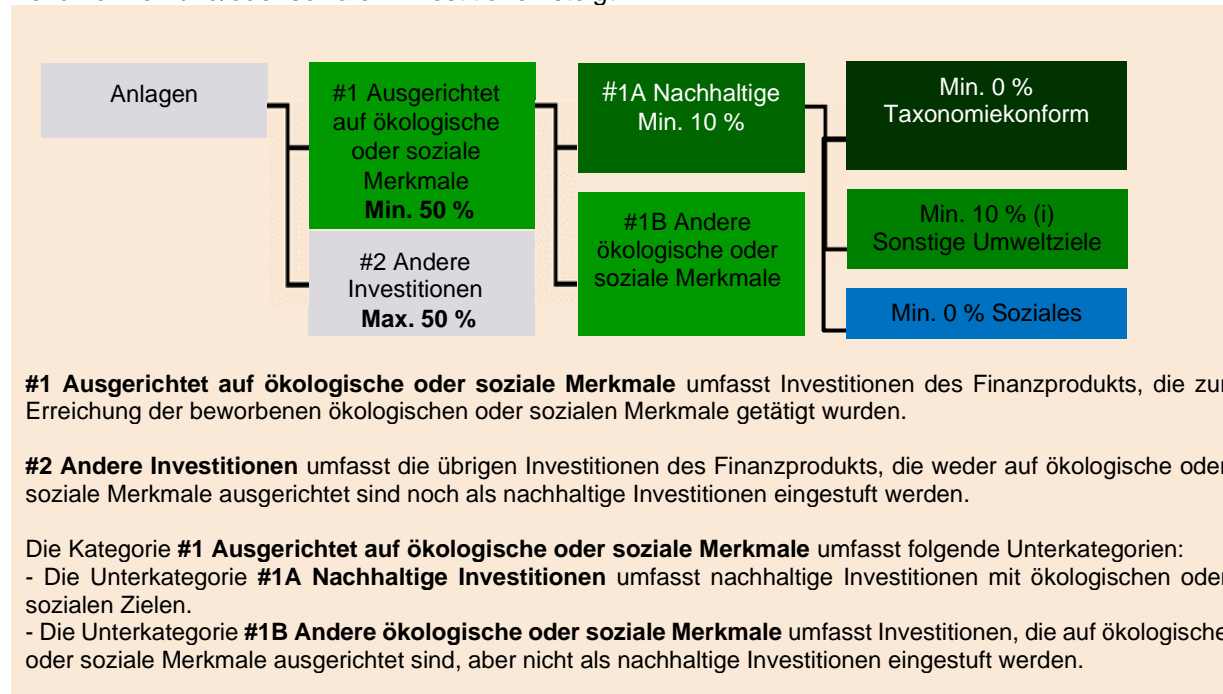 Anlagen
#1 Ausgerichtet
auf ökologische
oder soziale
Merkmale
Min. 50 %
#2 Andere
Investitionen
Max. 50 %
#1A Nachhaltige
Min. 10 %
#1B Andere
ökologische oder
soziale Merkmale
Min. 0 %
Taxonomiekonform
Min. 10 % (i)
Sonstige Umweltziele
Min. 0 % Soziales
#1 Ausgerichtet auf ökologische oder soziale Merkmale umfasst Investitionen des Finanzprodukts, die zur
Erreichung der beworbenen ökologischen oder sozialen Merkmale getätigt wurden.
#2 Andere Investitionen umfasst die übrigen Investitionen des Finanzprodukts, die weder auf ökologische oder
soziale Merkmale ausgerichtet sind noch als nachhaltige Investitionen eingestuft werden.
Die Kategorie #1 Ausgerichtet auf ökologische oder soziale Merkmale umfasst folgende Unterkategorien:
- Die Unterkategorie #1A Nachhaltige Investitionen umfasst nachhaltige Investitionen mit ökologischen oder
sozialen Zielen.
- Die Unterkategorie #1B Andere ökologische oder soziale Merkmale umfasst Investitionen, die auf ökologische
oder soziale Merkmale ausgerichtet sind, aber nicht als nachhaltige Investitionen eingestuft werden.